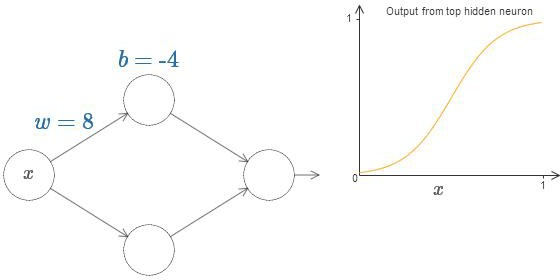 b = -4
w = 8
x
Output from top hidden neuron
1
0
x
1